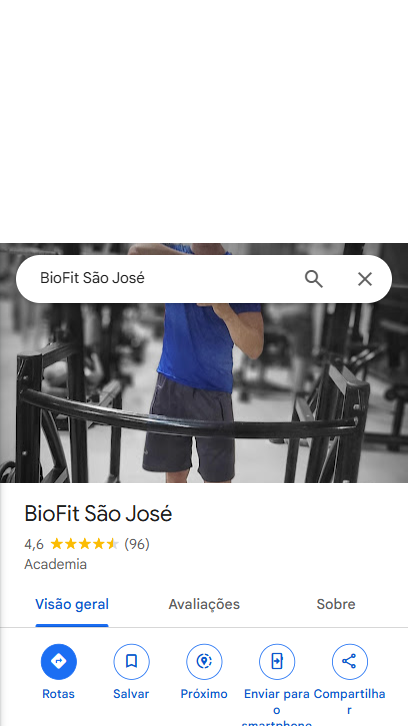 BioFit São José
BioFit São José
4,6 (96)
Academia
Visão geral Avaliações Sobre
Rotas Salvar Próximo Enviar para o smartphone Compartilhar